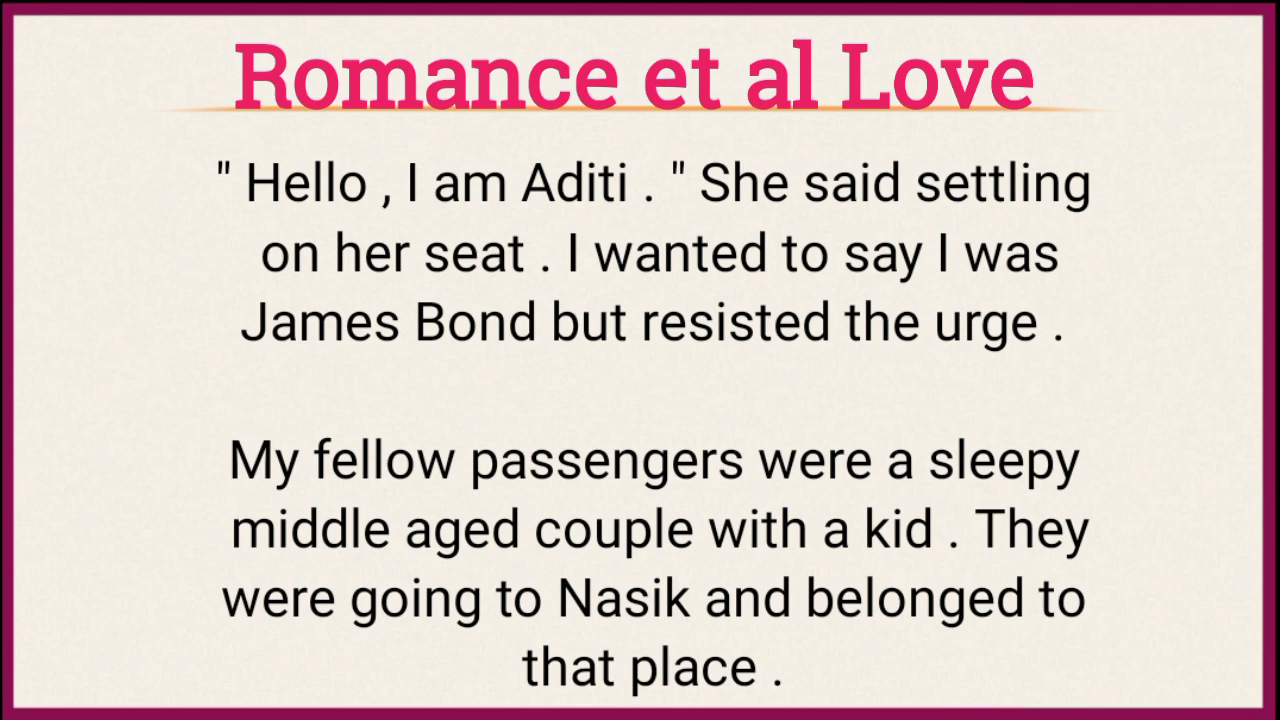 Romance et al Love
" Hello , I am Aditi . " She said settling
on her seat . I wanted to say I was
James Bond but resisted the urge .
My fellow passengers were a sleepy
middle aged couple with a kid . They
were going to Nasik and belonged to
that place .